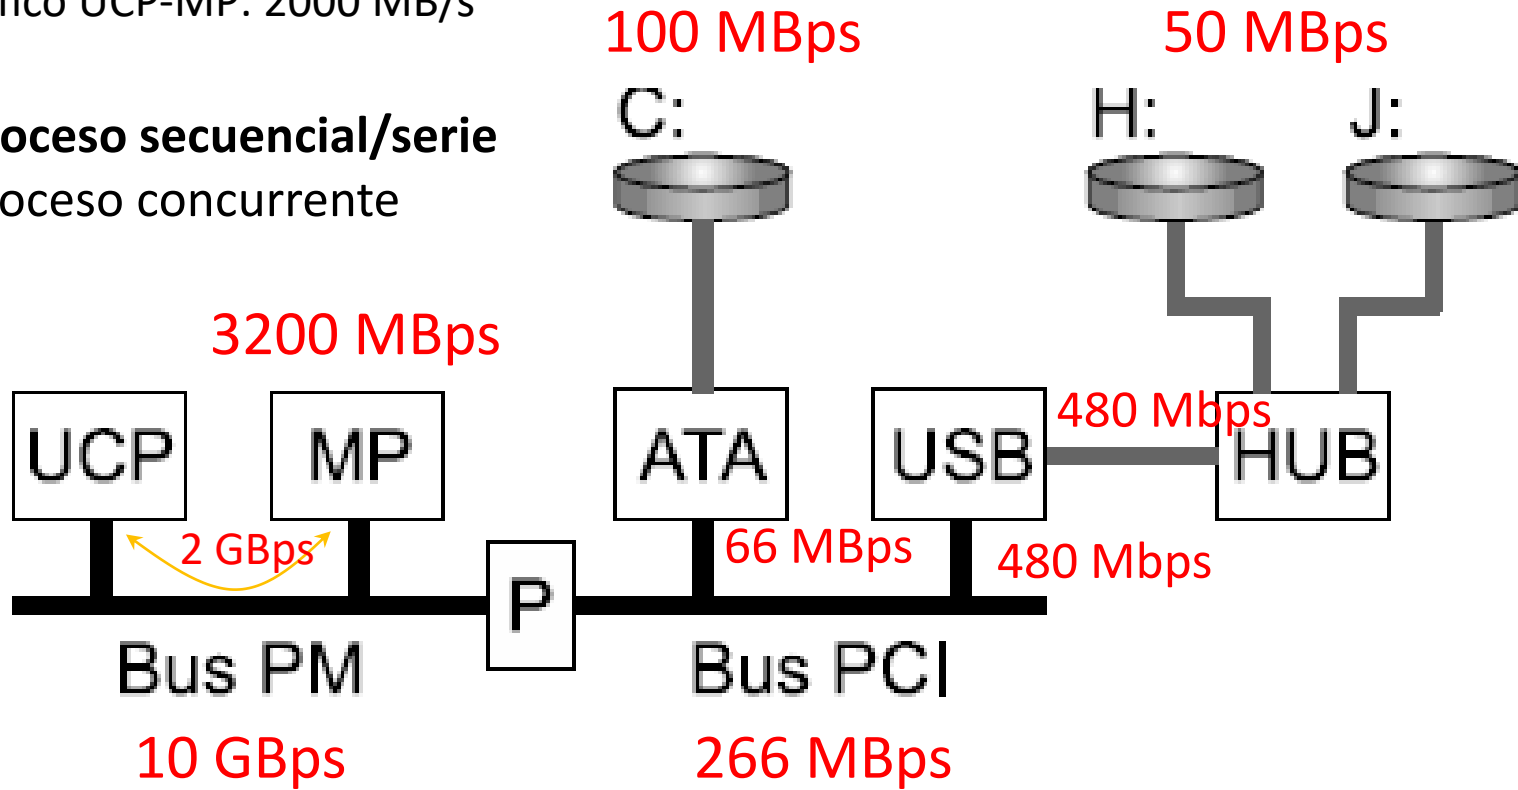 fico UCP-MP: 2000 MB/s
100 MBps
50 MBps
C:
H:
J:
oceso secuencial/serie
oceso concurrente
3200 MBps
480 Mbps
UCP
MP
ATA
USB
HUB
2 GBps
66 MBps
480 Mbps
P
Bus PM
Bus PCI
10 GBps
266 MBps